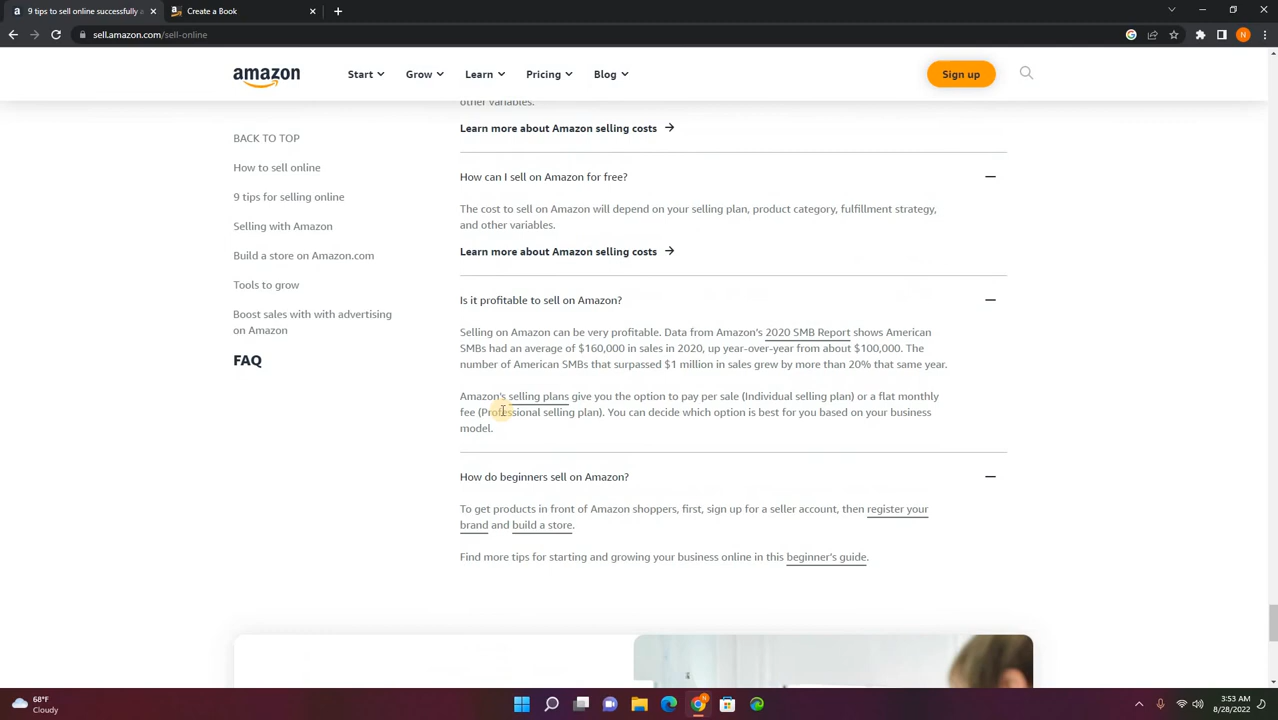 9 tips to sell online successfully
Create a Book
sell.amazon.com/sell-online
N
amazon
Start
Grow
Learn
Pricing
Blog
Sign up
BACK TO TOP
How to sell online
9 tips for selling online
Selling with Amazon
Build a store on Amazon.com
Tools to grow
Boost sales with with advertising
on Amazon
FAQ
other variables.
Learn more about Amazon selling costs
How can I sell on Amazon for free?
The cost to sell on Amazon will depend on your selling plan, product category, fulfillment strategy,
and other variables.
Learn more about Amazon selling costs
Is it profitable to sell on Amazon?
Selling on Amazon can be very profitable. Data from Amazon's 2020 SMB Report shows American
SMBs had an average of $160,000 in sales in 2020, up year-over-year from about $100,000. The
number of American SMBs that surpassed $1 million in sales grew by more than 20% that same year.
Amazon's selling plans give you the option to pay per sale (Individual selling plan) or a flat monthly
fee (Professional selling plan). You can decide which option is best for you based on your business
model.
How do beginners sell on Amazon?
To get products in front of Amazon shoppers, first, sign up for a seller account, then register your
brand and build a store.
Find more tips for starting and growing your business online in this beginner's guide.
68°F
Cloudy
3:53 AM
8/28/2022